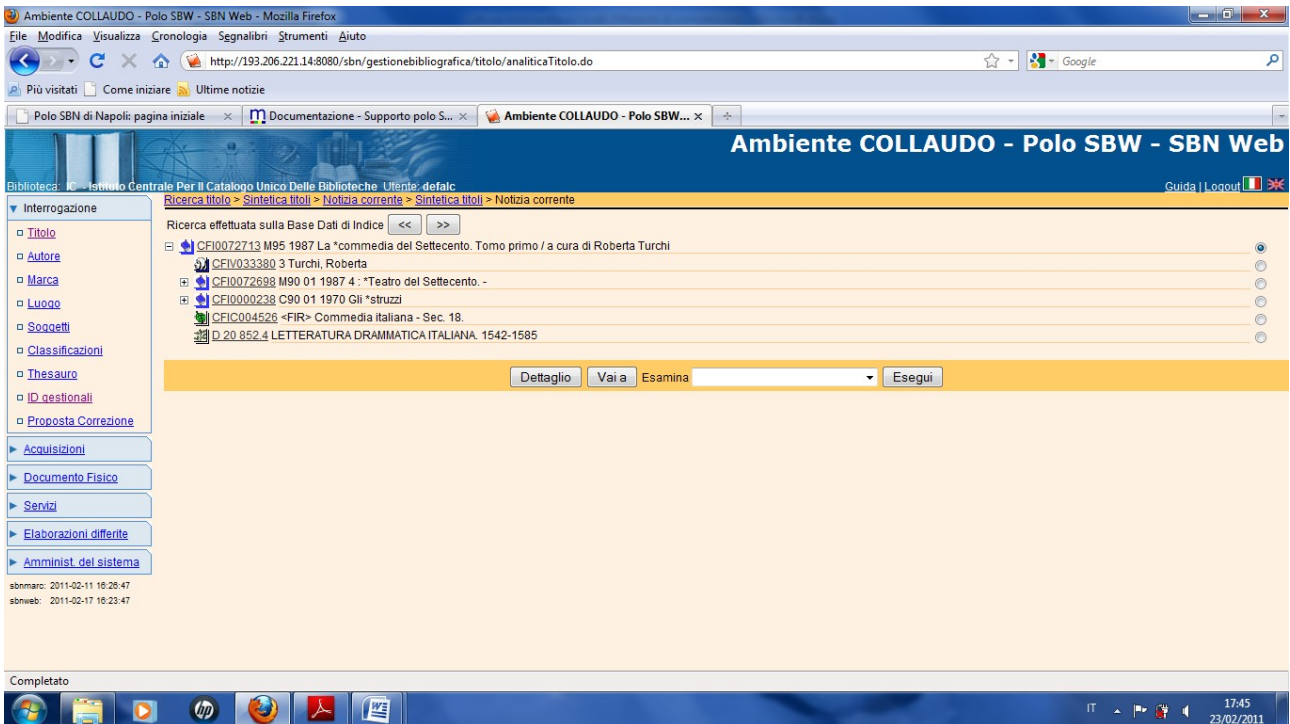 Ambiente COLLAUDO - Polo SBW - SBN Web - Mozilla Firefox
File Modifica Visualizza Cronologia Segnalibri Strumenti Aiuto
http://193.206.221.14:8080/sbn/gestionebibliografica/titolo/analiticaTitolo.do Google
Più visitati Come iniziare Ultime notizie
Polo SBN di Napoli: pagina iniziale Documentazione - Supporto polo S... Ambiente COLLAUDO - Polo SBW...
Ambiente COLLAUDO - Polo SBW - SBN Web
Biblioteca: IC - Istituto Centrale Per Il Catalogo Unico Delle Biblioteche Utente: defalc Guida | Logout
Ricerca titolo > Sintetica titoli > Notizia corrente > Sintetica titoli > Notizia corrente
Interrogazione
Titolo
Autore
Marca
Luogo
Soggetti
Classificazioni
Thesauro
ID gestionali
Proposta Correzione
Acquisizioni
Documento Fisico
Servizi
Elaborazioni differite
Amminist. del sistema
sbnmarc: 2011-02-11 16:26:47
sbnweb: 2011-02-17 16:23:47
Ricerca effettuata sulla Base Dati di Indice << >>
CFI0072713 M95 1987 La *commedia del Settecento. Tomo primo / a cura di Roberta Turchi
CFIV033380 3 Turchi, Roberta
CFI0072698 M90 01 1987 4 : *Teatro del Settecento. -
CFI0000238 C90 01 1970 Gli *struzzi
CFIC004526 <FIR> Commedia italiana - Sec. 18.
D 20 852.4 LETTERATURA DRAMMATICA ITALIANA. 1542-1585
Dettaglio Vai a Esamina Esegui
Completato
hp
IT 17:45
23/02/2011